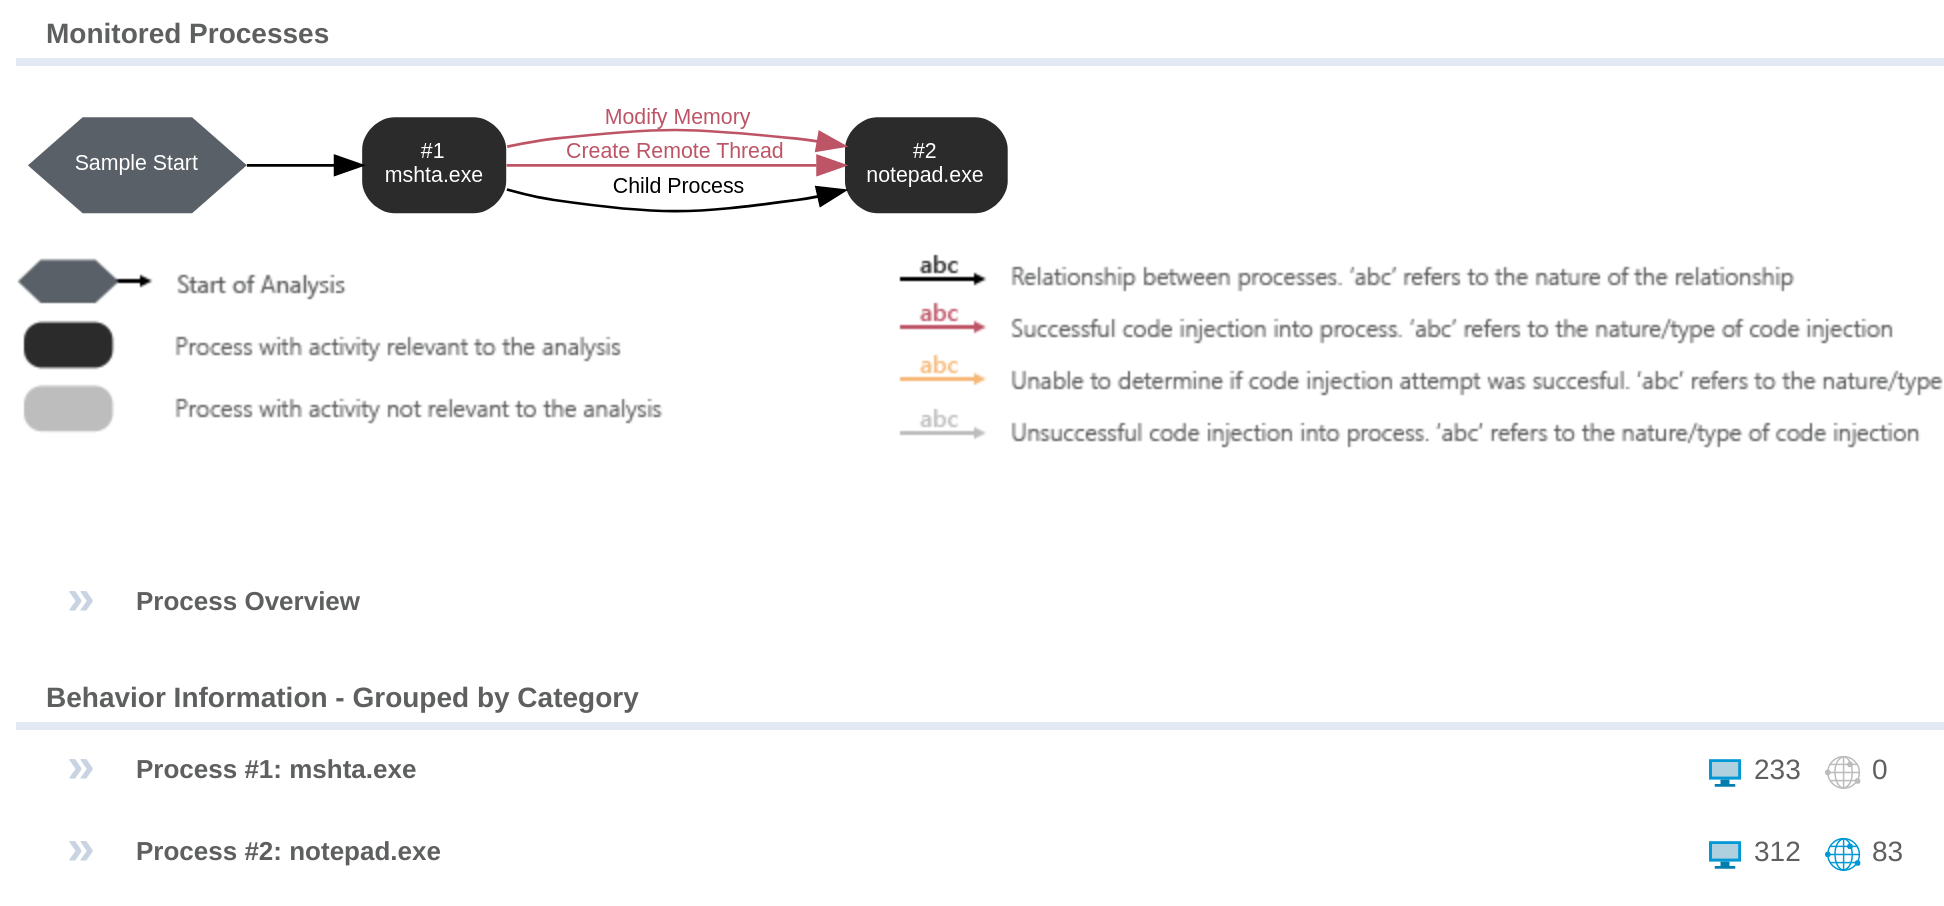 Monitored Processes
Sample Start
#1
mshta.exe
Modify Memory
Create Remote Thread
Child Process
#2
notepad.exe
Start of Analysis
Process with activity relevant to the analysis
Process with activity not relevant to the analysis
abc
Relationship between processes. ‘abc’ refers to the nature of the relationship
abc
Successful code injection into process. ‘abc’ refers to the nature/type of code injection
abc
Unable to determine if code injection attempt was succesful. ‘abc’ refers to the nature/type
abc
Unsuccessful code injection into process. ‘abc’ refers to the nature/type of code injection
» Process Overview
Behavior Information - Grouped by Category
» Process #1: mshta.exe 233 0
» Process #2: notepad.exe 312 83